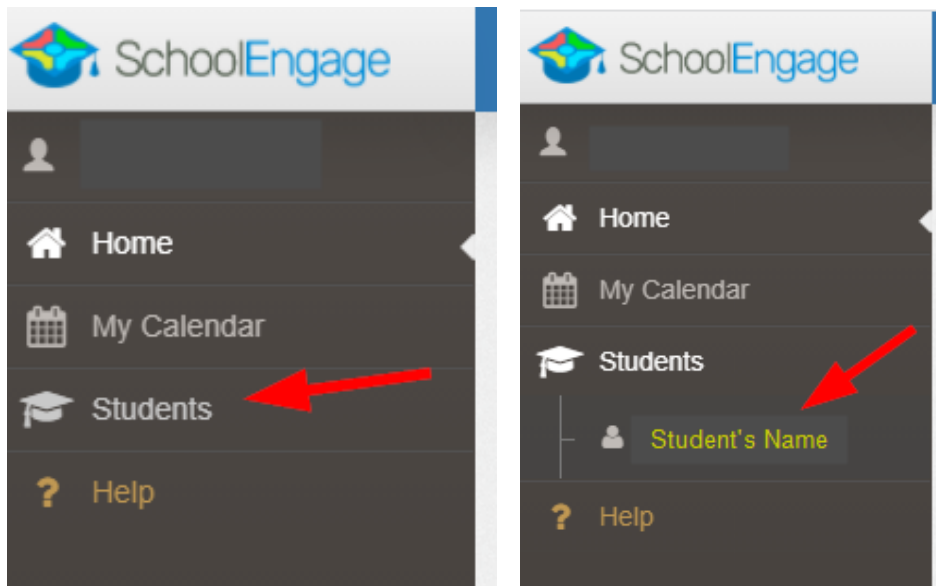 SchoolEngage
Home
My Calendar
Students
Help
SchoolEngage
Home
My Calendar
Students
Student's Name
Help